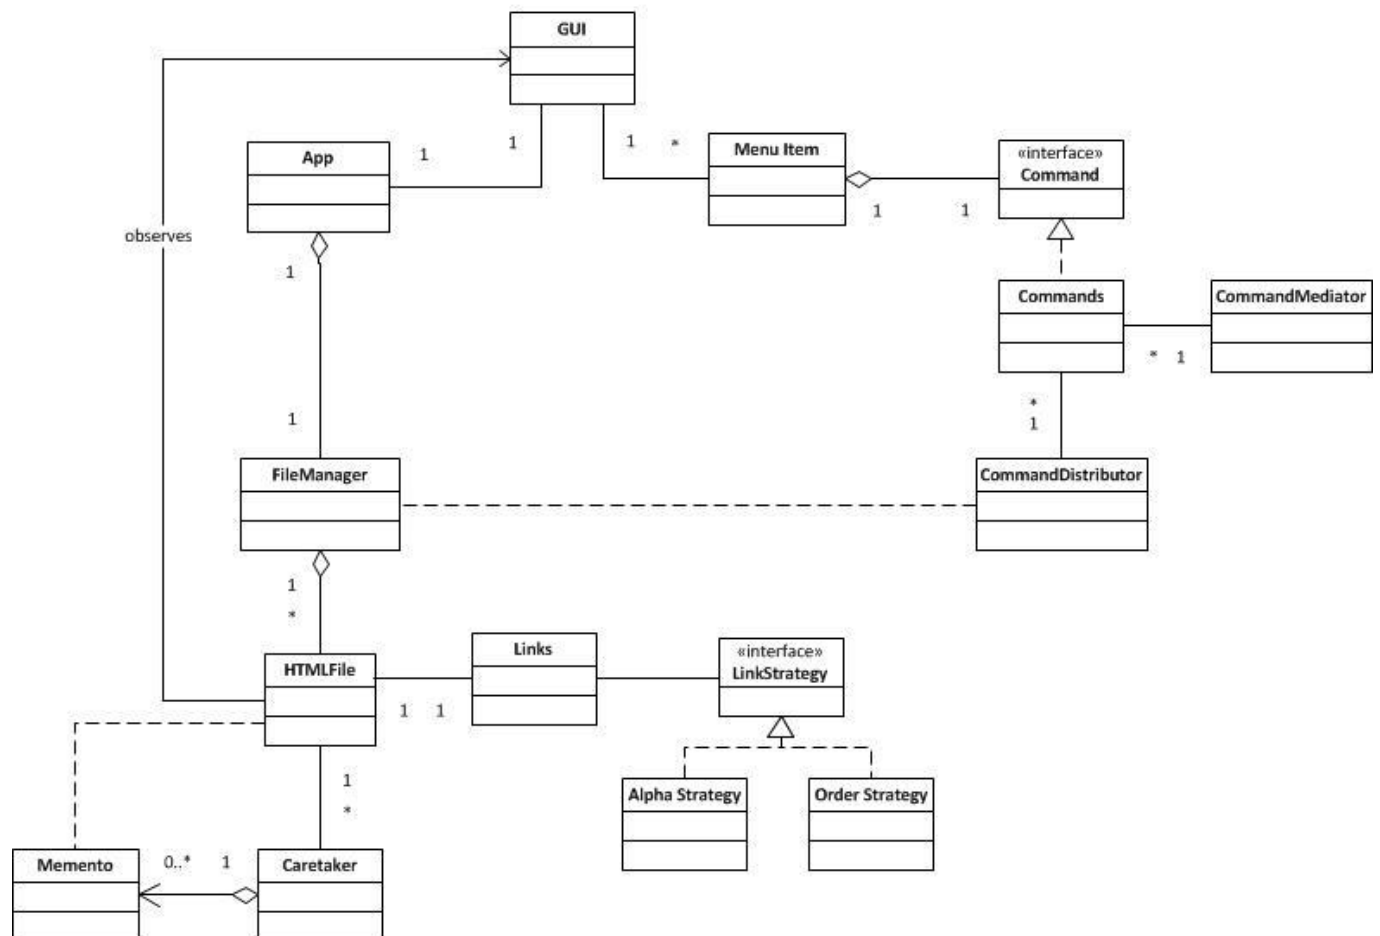 GUI
App
1
1
1
*
Menu Item
«interface»
Command
1
1
observes
1
Commands
CommandMediator
*
1
*
1
1
FileManager
CommandDistributor
1
*
HTMLFile
Links
«interface»
LinkStrategy
1
1
1
*
Alpha Strategy
Order Strategy
Memento
0..*
1
Caretaker